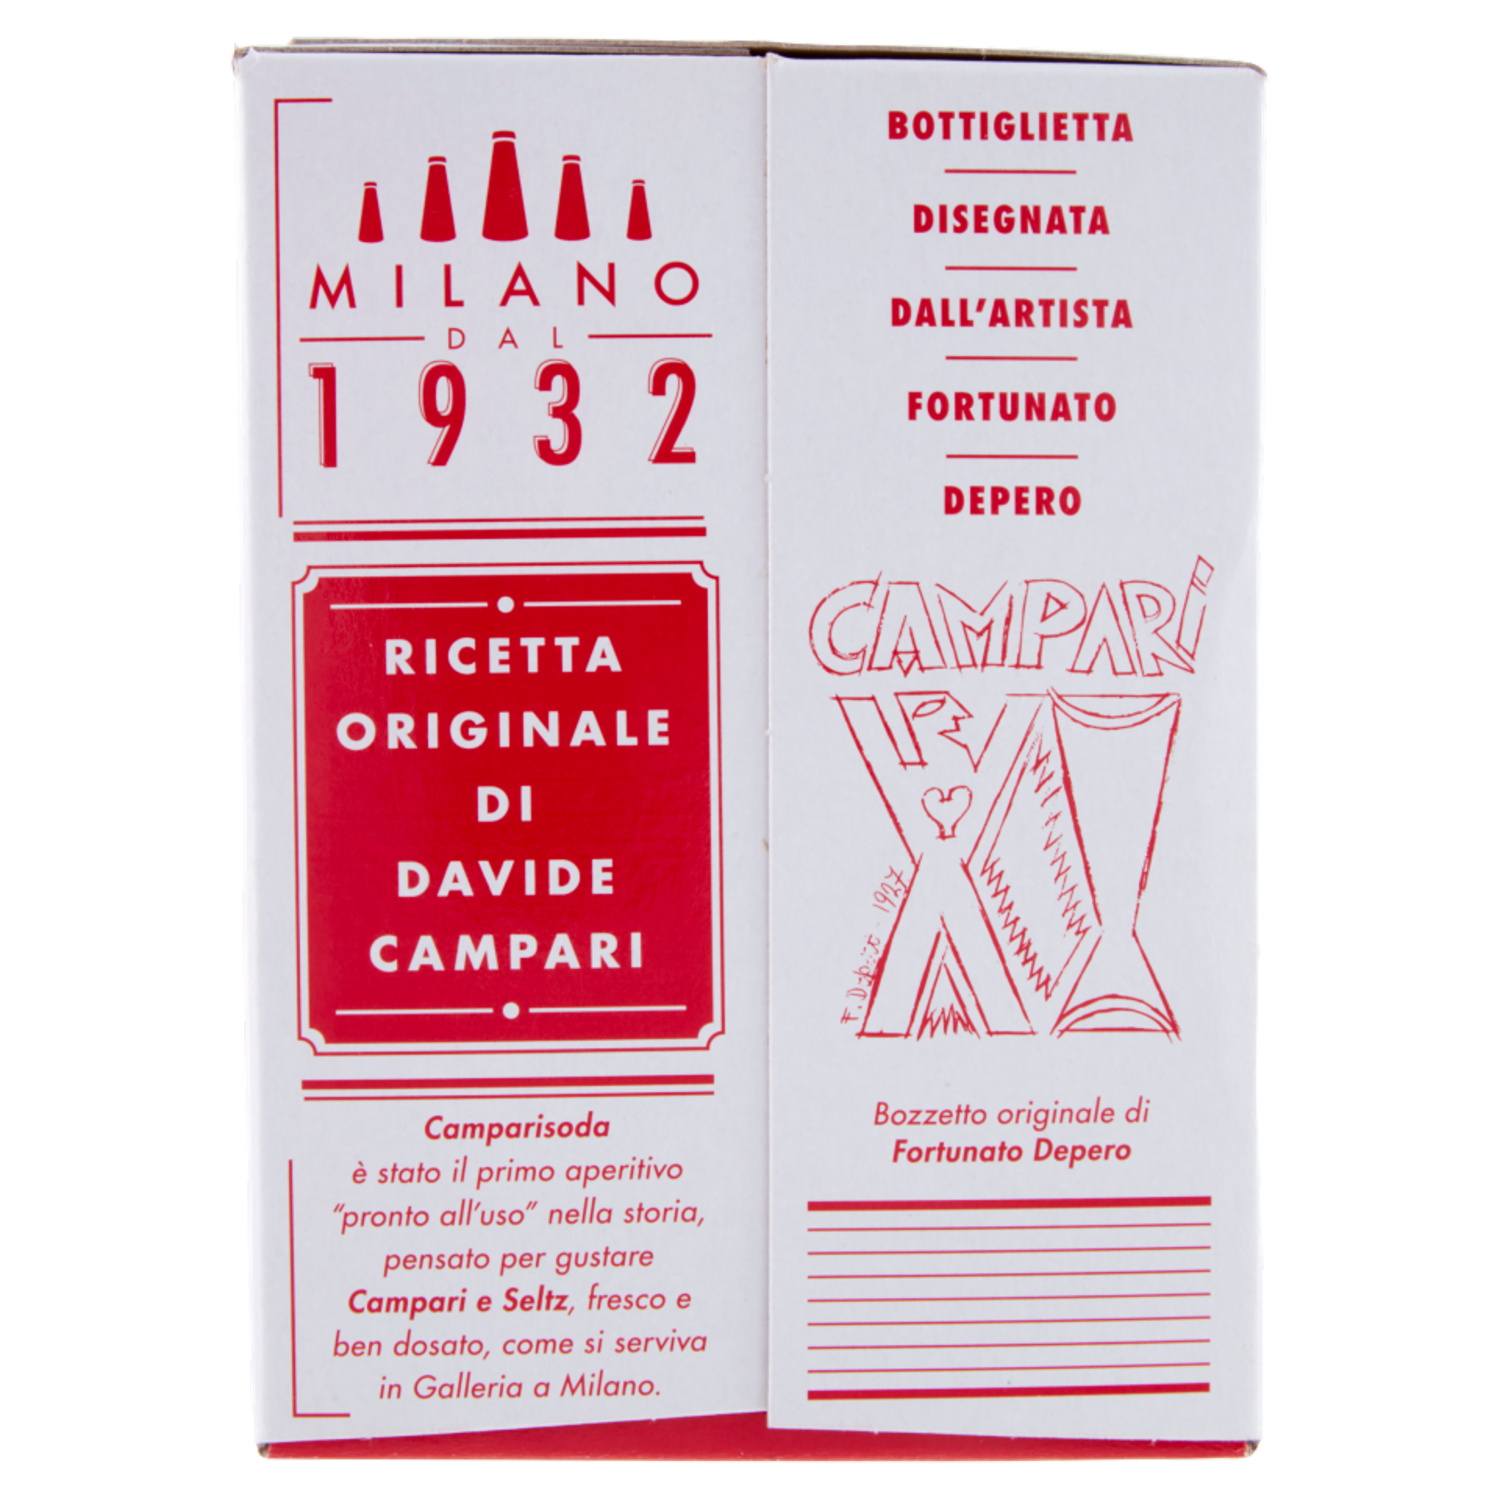 MILANO
DAL
1932
RICETTA
ORIGINALE
DI
DAVIDE
CAMPARI
Camparisoda
è stato il primo aperitivo
“pronto all’uso” nella storia,
pensato per gustare
Campari e Seltz, fresco e
ben dosato, come si serviva
in Galleria a Milano.
BOTTIGLIETTA
DISEGNATA
DALL’ARTISTA
FORTUNATO
DEPERO
CAMPARI
F. Depero - 1927
Bozzetto originale di
Fortunato Depero